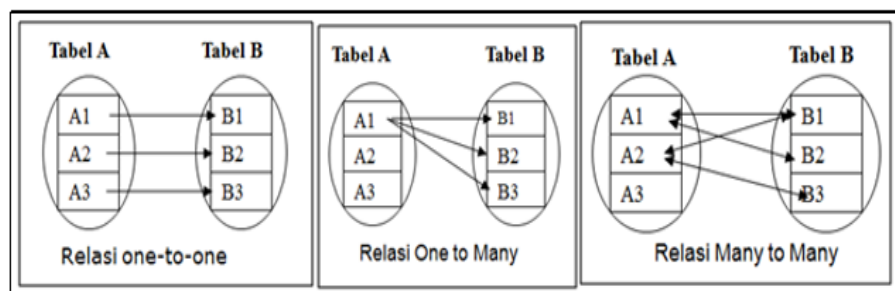 Tabel A Tabel B
A1 B1
A2 B2
A3 B3
Relasi one-to-one
Tabel A Tabel B
A1 B1
A2 B2
A3 B3
Relasi One to Many
Tabel A Tabel B
A1 B1
A2 B2
A3 B3
Relasi Many to Many